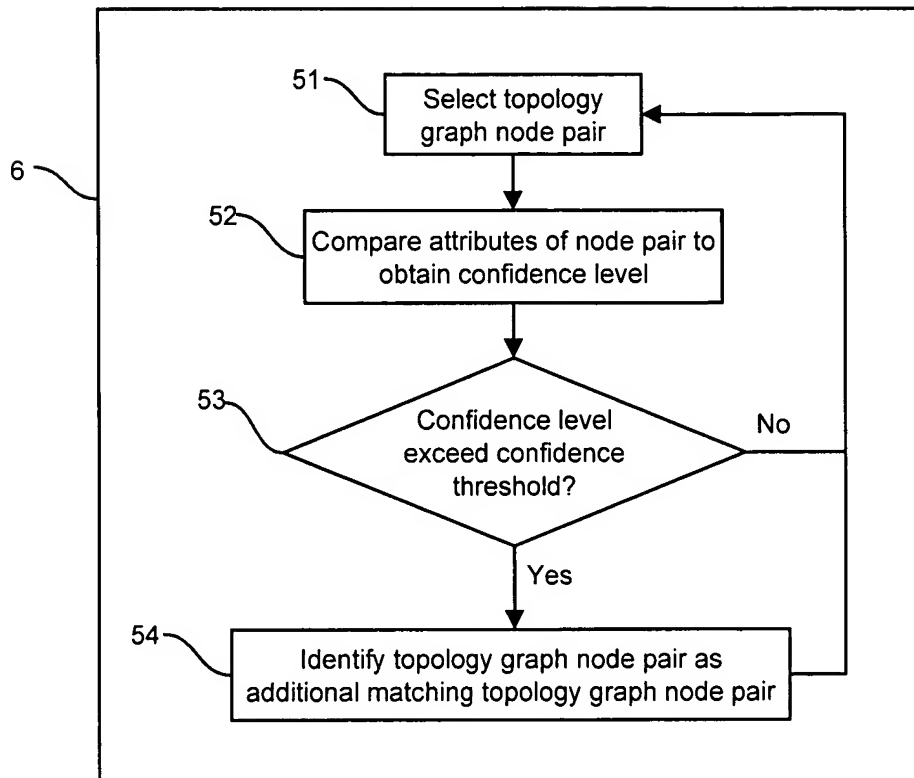 51
Select topology
graph node pair
6
52
Compare attributes of node pair to
obtain confidence level
53
Confidence level
exceed confidence
threshold?
No
Yes
54
Identify topology graph node pair as
additional matching topology graph node pair